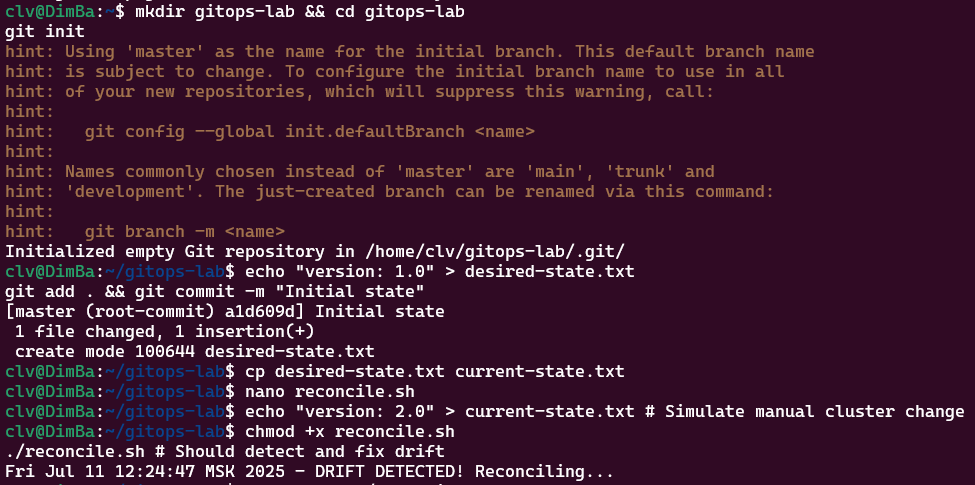 clv@DimBa:~$ mkdir gitops-lab && cd gitops-lab
git init
hint: Using 'master' as the name for the initial branch. This default branch name
hint: is subject to change. To configure the initial branch name to use in all
hint: of your new repositories, which will suppress this warning, call:
hint:
hint:   git config --global init.defaultBranch <name>
hint:
hint: Names commonly chosen instead of 'master' are 'main', 'trunk' and
hint: 'development'. The just-created branch can be renamed via this command:
hint:
hint:   git branch -m <name>
Initialized empty Git repository in /home/clv/gitops-lab/.git/
clv@DimBa:~/gitops-lab$ echo "version: 1.0" > desired-state.txt
git add . && git commit -m "Initial state"
[master (root-commit) a1d609d] Initial state
 1 file changed, 1 insertion(+)
 create mode 100644 desired-state.txt
clv@DimBa:~/gitops-lab$ cp desired-state.txt current-state.txt
clv@DimBa:~/gitops-lab$ nano reconcile.sh
clv@DimBa:~/gitops-lab$ echo "version: 2.0" > current-state.txt # Simulate manual cluster change
clv@DimBa:~/gitops-lab$ chmod +x reconcile.sh
./reconcile.sh # Should detect and fix drift
Fri Jul 11 12:24:47 MSK 2025 - DRIFT DETECTED! Reconciling...